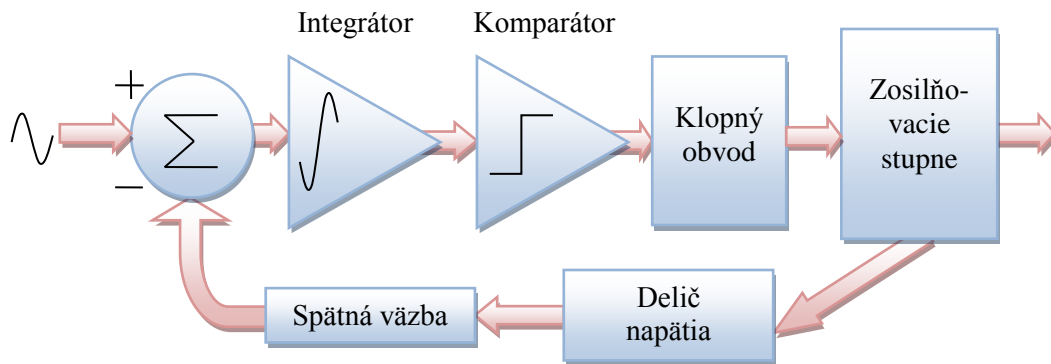 Integrátor
Komparátor
+
−
Σ
Klopný
obvod
Zosilňo-
vacie
stupne
Spätná väzba
Delič
napätia